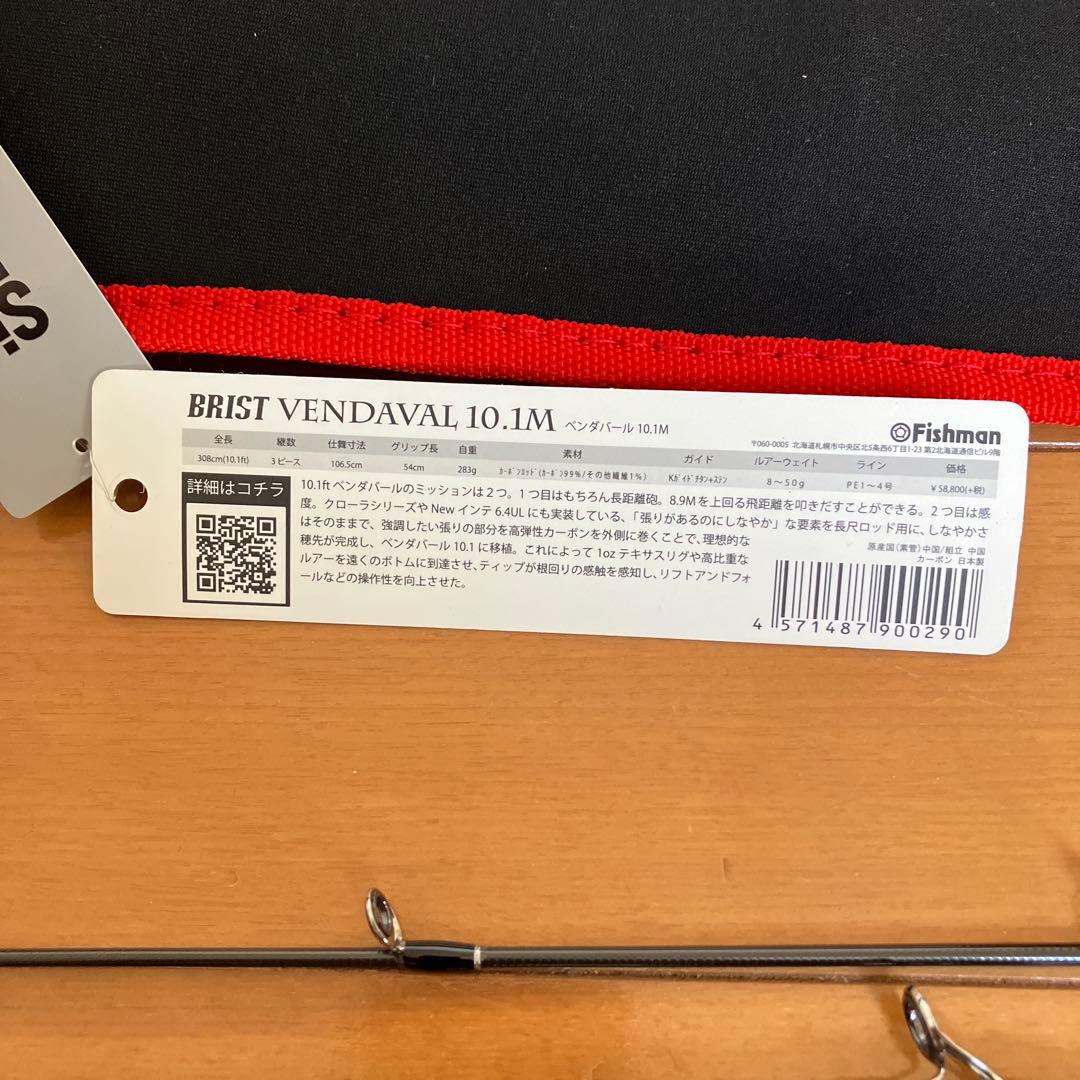 BRIST VENDAVAL 10.1M ベンダバール 10.1M
Fishman
〒060-0005 北海道札幌市中央区北5条西6丁目1-23 第2北海道通信ビル9階
全長 継数 仕舞寸法 グリップ長 自重 素材 ガイド ルアーウェイト ライン 価格
308cm(10.1ft) 3ピース 106.5cm 54cm 283g ｶｰﾎﾞﾝﾛｯﾄﾞ(ｶｰﾎﾞﾝ99%/その他繊維1%) Kｶﾞｲﾄﾞﾁﾀﾝ+ステン 8〜50g PE1〜4号 ¥58,800(+税)
詳細はコチラ
10.1ft ベンダバールのミッションは2つ。1つ目はもちろん長距離砲。8.9Mを上回る飛距離を叩きだすことができる。2つ目は感
度。クローラシリーズや New インテ 6.4ULにも実装している、「張りがあるのにしなやか」な要素を長尺ロッド用に、しなやかさ
はそのままで、強調したい張りの部分を高弾性カーボンを外側に巻くことで、理想的な
穂先が完成し、ベンダバール 10.1 に移植。これによって 1oz テキサスリグや高比重な
ルアーを遠くのボトムに到達させ、ティップが根回りの感触を感知し、リフトアンドフォ
ールなどの操作性を向上させた。
原産国（素管）中国/組立 中国
カーボン 日本製
4 571487 900290